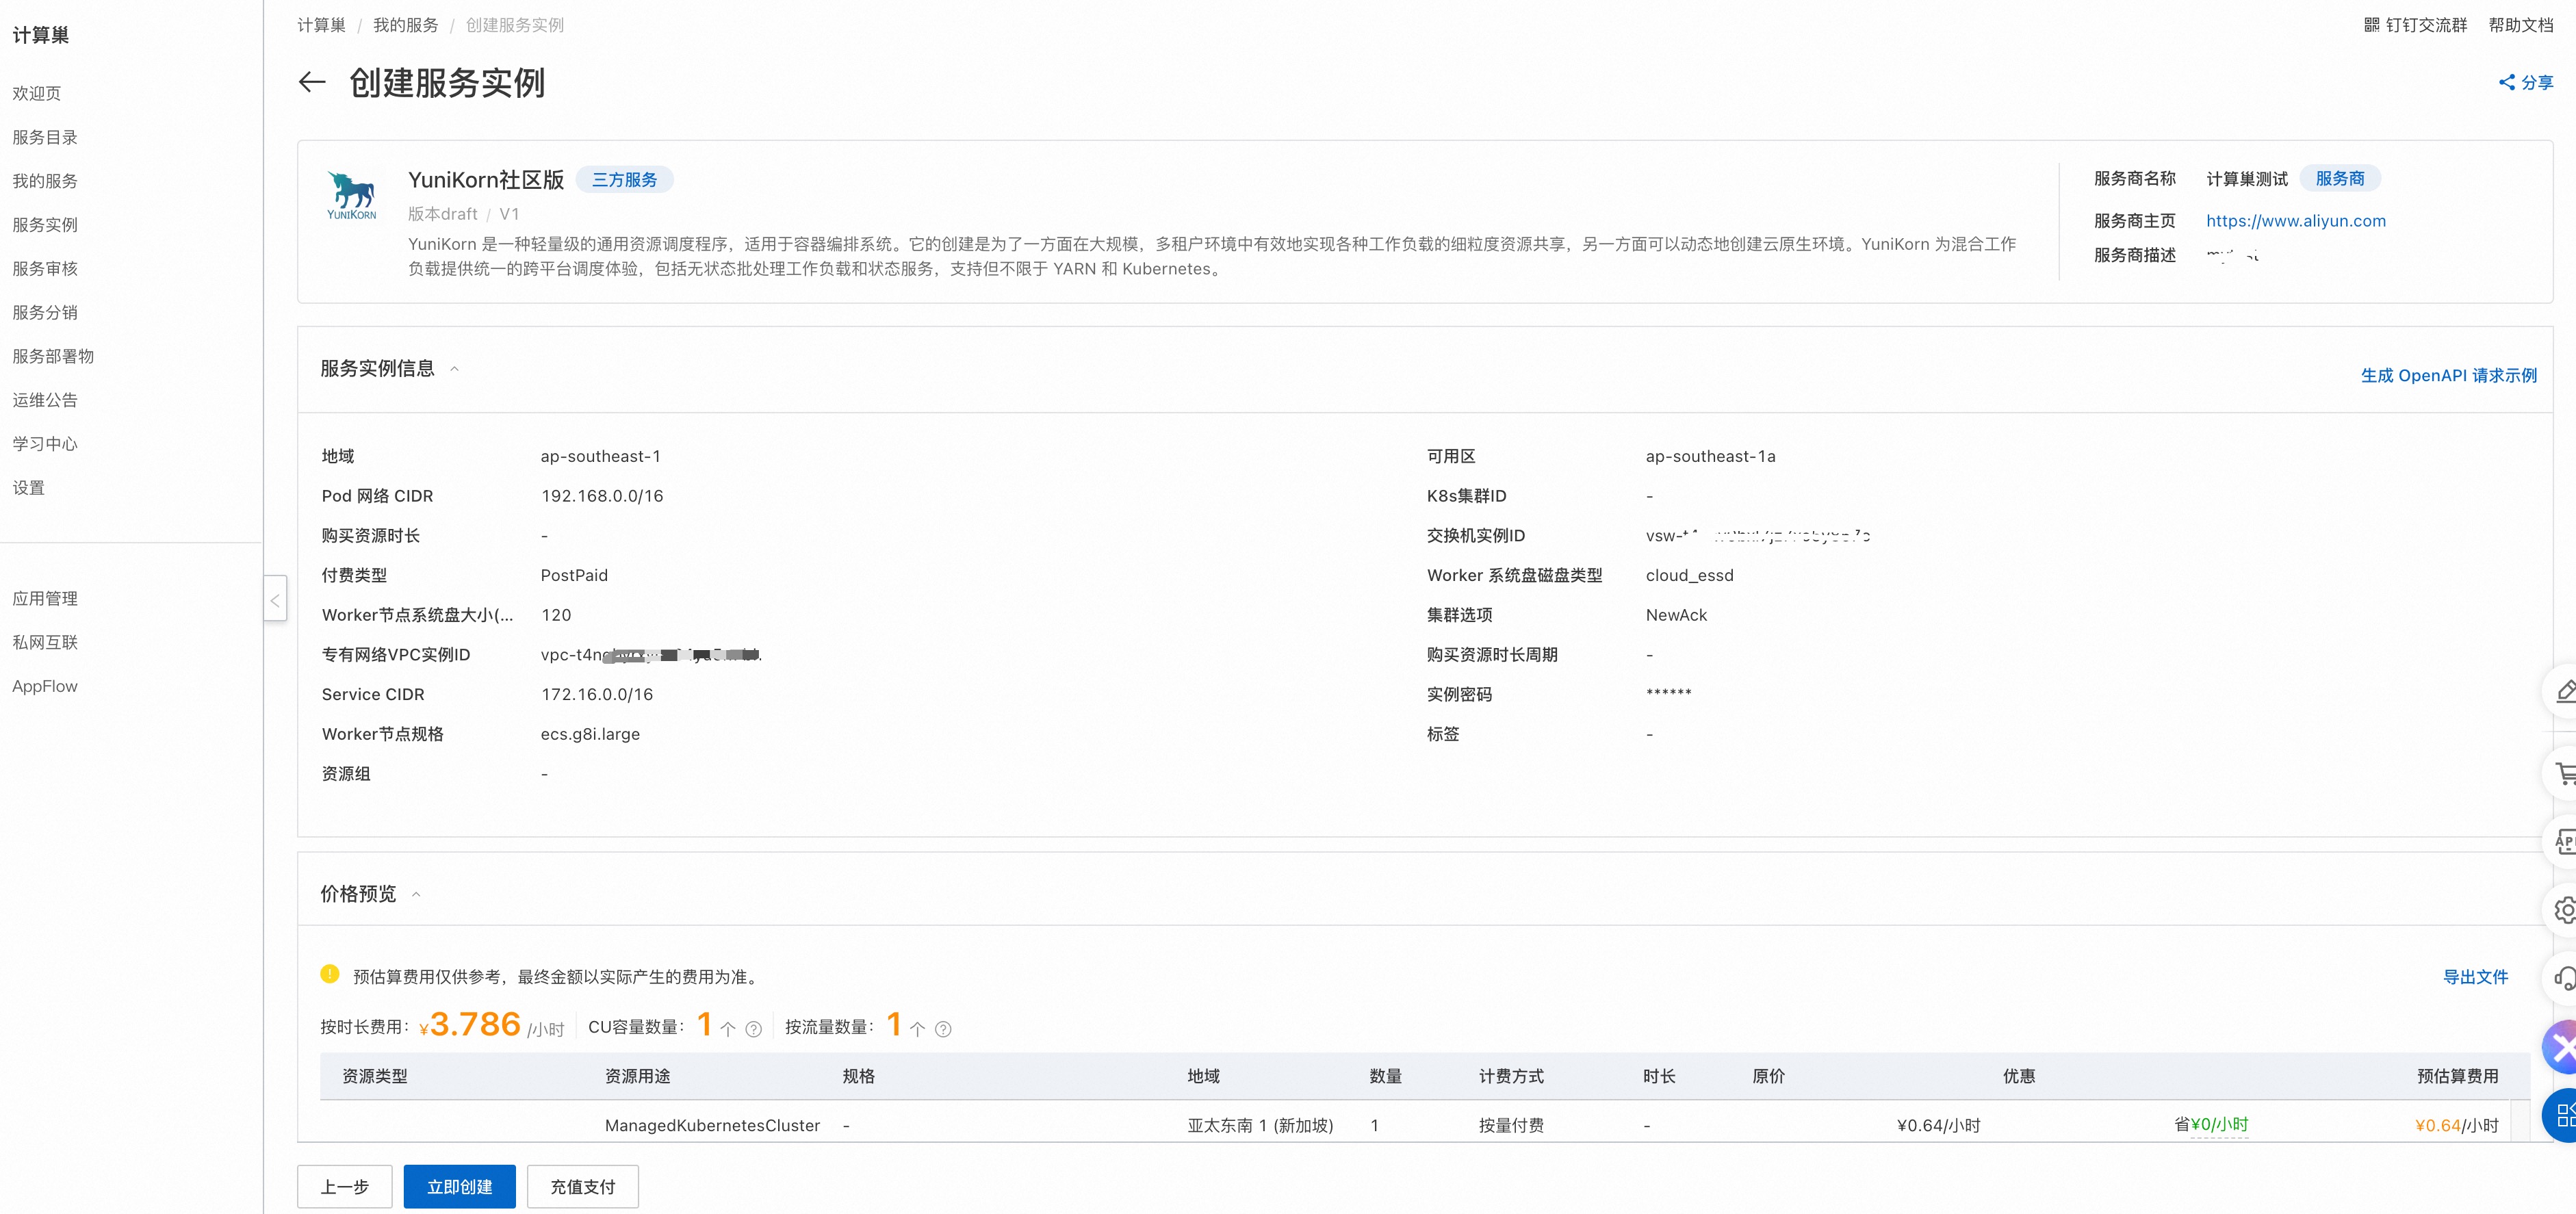 计算巢
欢迎页
服务目录
我的服务
服务实例
服务审核
服务分销
服务部署物
运维公告
学习中心
设置
应用管理
私网互联
AppFlow
计算巢 / 我的服务 / 创建服务实例
钉钉交流群 帮助文档
创建服务实例
分享
YUNIKORN
YuniKorn社区版 三方服务
版本draft / V1
YuniKorn 是一种轻量级的通用资源调度程序，适用于容器编排系统。它的创建是为了一方面在大规模，多租户环境中有效地实现各种工作负载的细粒度资源共享，另一方面可以动态地创建云原生环境。YuniKorn 为混合工作
负载提供统一的跨平台调度体验，包括无状态批处理工作负载和状态服务，支持但不限于 YARN 和 Kubernetes。
服务商名称 计算巢测试 服务商
服务商主页 https://www.aliyun.com
服务商描述
服务实例信息
生成 OpenAPI 请求示例
地域 ap-southeast-1 可用区 ap-southeast-1a
Pod 网络 CIDR 192.168.0.0/16 K8s集群ID -
购买资源时长 - 交换机实例ID vsw-
付费类型 PostPaid Worker 系统盘磁盘类型 cloud_essd
Worker节点系统盘大小(... 120 集群选项 NewAck
专有网络VPC实例ID vpc-t4n 购买资源时长周期 -
Service CIDR 172.16.0.0/16 实例密码 ******
Worker节点规格 ecs.g8i.large 标签 -
资源组 -
价格预览
预估算费用仅供参考，最终金额以实际产生的费用为准。
导出文件
按时长费用： ¥3.786 /小时 CU容量数量： 1 个 按流量数量： 1 个
资源类型 资源用途 规格 地域 数量 计费方式 时长 原价 优惠 预估算费用
ManagedKubernetesCluster - 亚太东南 1 (新加坡) 1 按量付费 - ¥0.64/小时 省¥0/小时 ¥0.64/小时
上一步 立即创建 充值支付